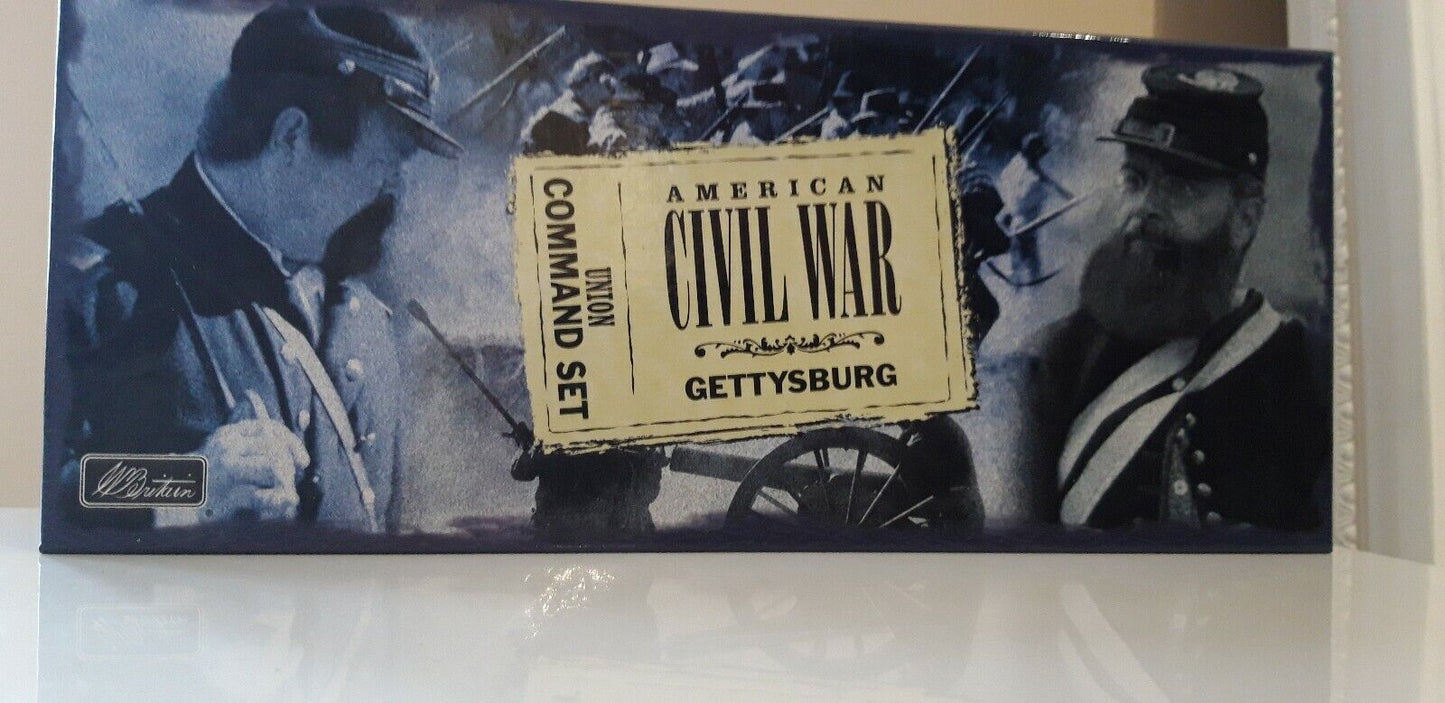 AMERICAN
CIVIL WAR
GETTYSBURG
UNION
COMMAND SET
W Britain